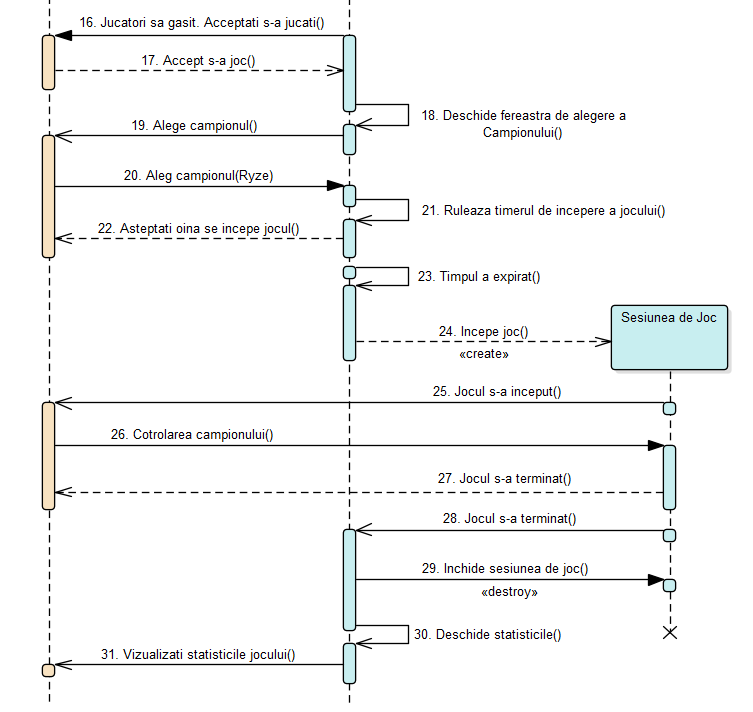 16. Jucatori sa gasit. Acceptati s-a jucati()
17. Accept s-a joc()
18. Deschide fereastra de alegere a
Campionului()
19. Alege campionul()
20. Aleg campionul(Ryze)
21. Ruleaza timerul de incepere a jocului()
22. Asteptati oina se incepe jocul()
23. Timpul a expirat()
Sesiunea de Joc
24. Incepe joc()
«create»
25. Jocul s-a inceput()
26. Cotrolarea campionului()
27. Jocul s-a terminat()
28. Jocul s-a terminat()
29. Inchide sesiunea de joc()
«destroy»
30. Deschide statisticile()
31. Vizualizati statisticile jocului()